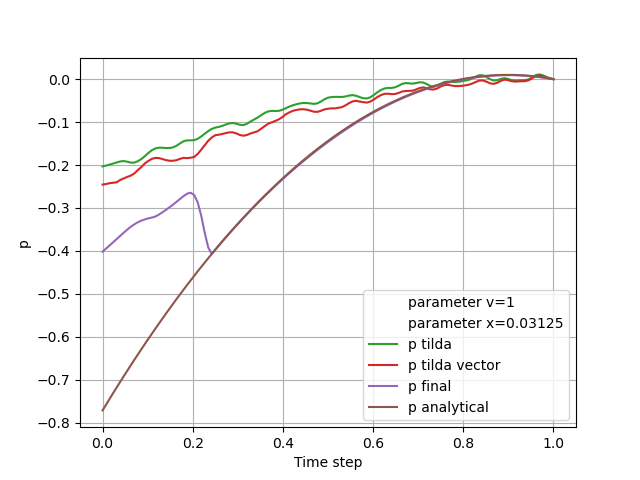 0.0
−0.1
−0.2
−0.3
−0.4
−0.5
−0.6
−0.7
−0.8
p
parameter v=1
parameter x=0.03125
p tilda
p tilda vector
p final
p analytical
0.0 0.2 0.4 0.6 0.8 1.0
Time step